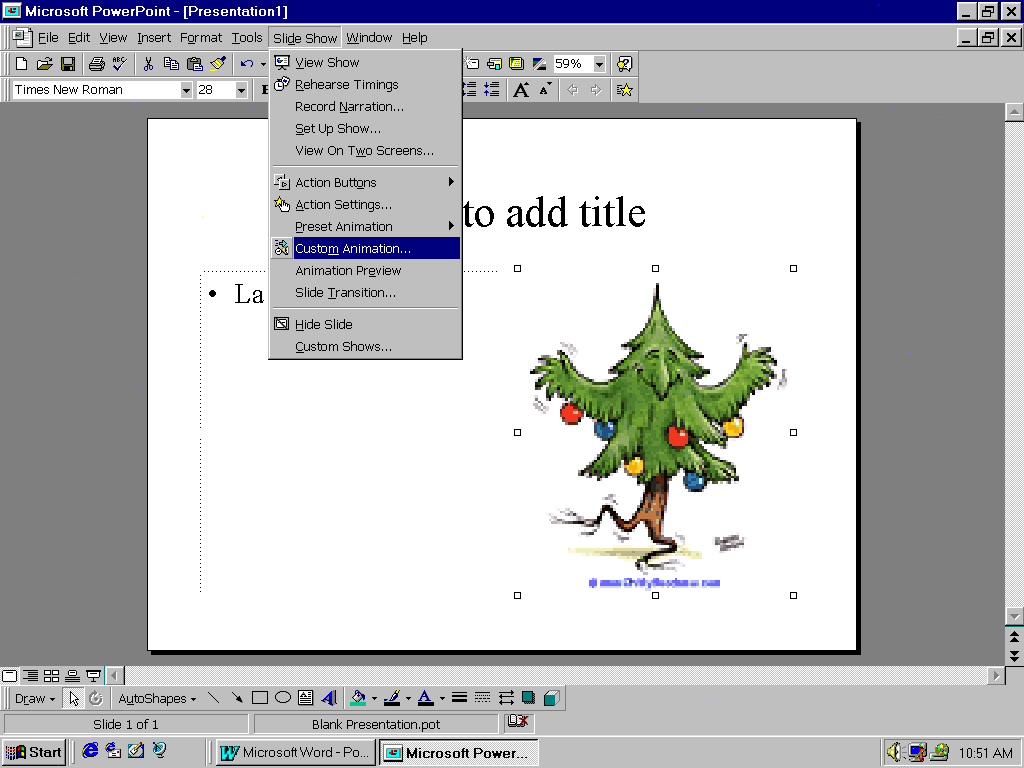 Microsoft PowerPoint - [Presentation1]
File Edit View Insert Format Tools Slide Show Window Help
59%
Times New Roman 28
View Show
Rehearse Timings
Record Narration...
Set Up Show...
View On Two Screens...
Action Buttons
Action Settings...
Preset Animation
Custom Animation...
Animation Preview
Slide Transition...
Hide Slide
Custom Shows...
to add title
• La
Draw AutoShapes
Slide 1 of 1 Blank Presentation.pot
Start Microsoft Word - Po... Microsoft Power... 10:51 AM